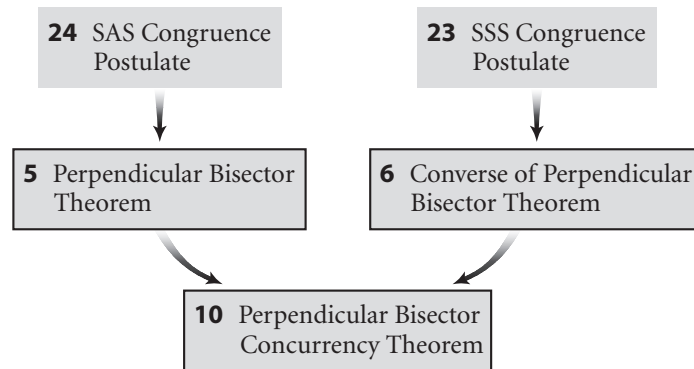 24 SAS Congruence
Postulate
23 SSS Congruence
Postulate
5 Perpendicular Bisector
Theorem
6 Converse of Perpendicular
Bisector Theorem
10 Perpendicular Bisector
Concurrency Theorem